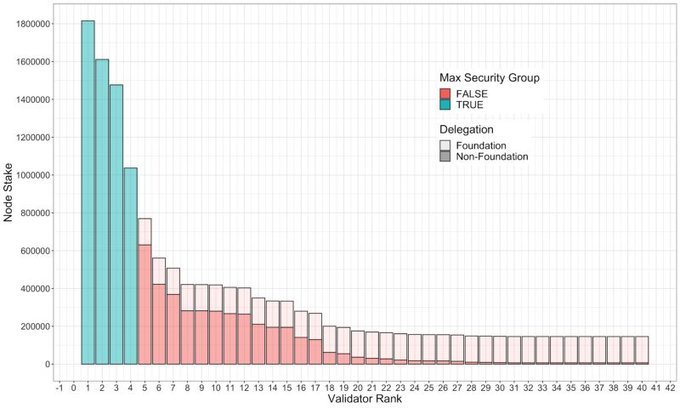 1800000
1600000
1400000
1200000
1000000
800000
600000
400000
200000
0
Node Stake
Max Security Group
FALSE
TRUE
Delegation
Foundation
Non-Foundation
-1 0 1 2 3 4 5 6 7 8 9 10 11 12 13 14 15 16 17 18 19 20 21 22 23 24 25 26 27 28 29 30 31 32 33 34 35 36 37 38 39 40 41 42
Validator Rank